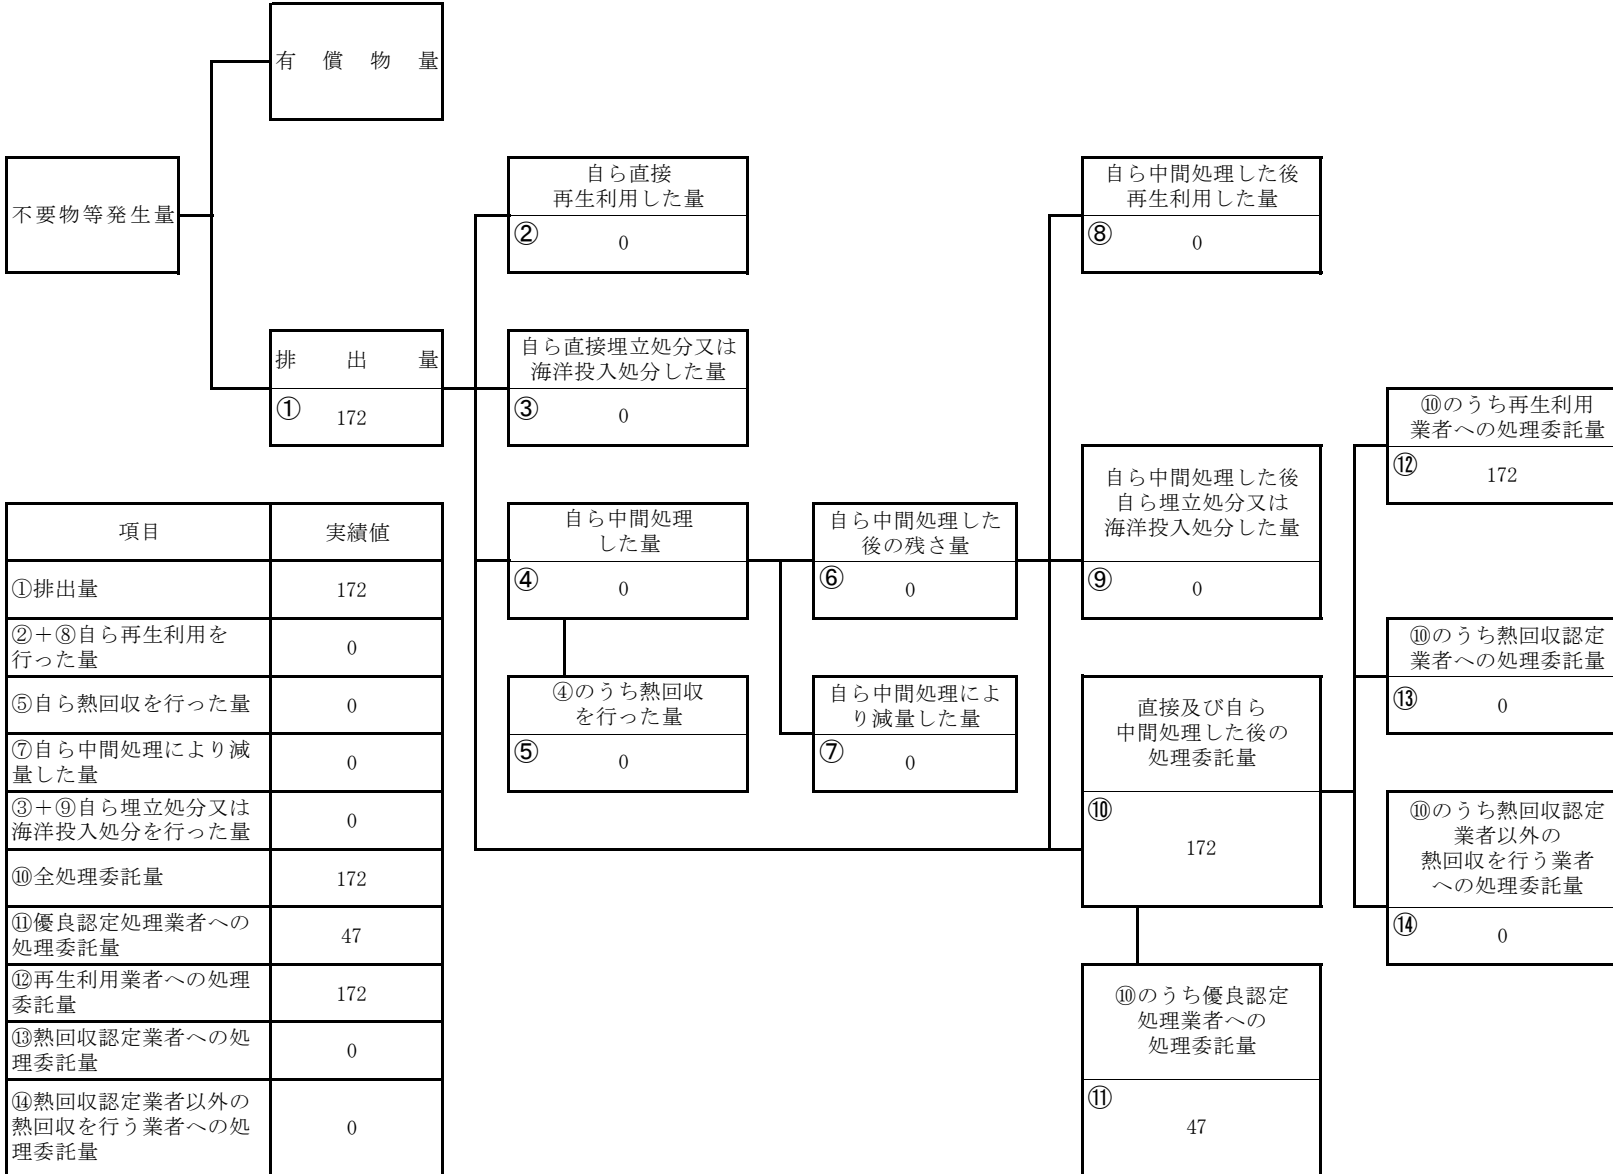 有償物量
不要物等発生量
自ら直接
再生利用した量
②
0
自ら中間処理した後
再生利用した量
⑧
0
排出量
①
172
自ら直接埋立処分又は
海洋投入処分した量
③
0
⑩のうち再生利用
業者への処理委託量
⑫
172
自ら中間処理
した量
④
0
自ら中間処理した
後の残さ量
⑥
0
自ら中間処理した後
自ら埋立処分又は
海洋投入処分した量
⑨
0
⑩のうち熱回収認定
業者への処理委託量
⑬
0
④のうち熱回収
を行った量
⑤
0
自ら中間処理によ
り減量した量
⑦
0
直接及び自ら
中間処理した後の
処理委託量
⑩
172
⑩のうち熱回収認定
業者以外の
熱回収を行う業者
への処理委託量
⑭
0
⑩のうち優良認定
処理業者への
処理委託量
⑪
47
項目 実績値
①排出量 172
②＋⑧自ら再生利用を
行った量 0
⑤自ら熱回収を行った量 0
⑦自ら中間処理により減
量した量 0
③＋⑨自ら埋立処分又は
海洋投入処分を行った量 0
⑩全処理委託量 172
⑪優良認定処理業者への
処理委託量 47
⑫再生利用業者への処理
委託量 172
⑬熱回収認定業者への処
理委託量 0
⑭熱回収認定業者以外の
熱回収を行う業者への処
理委託量 0